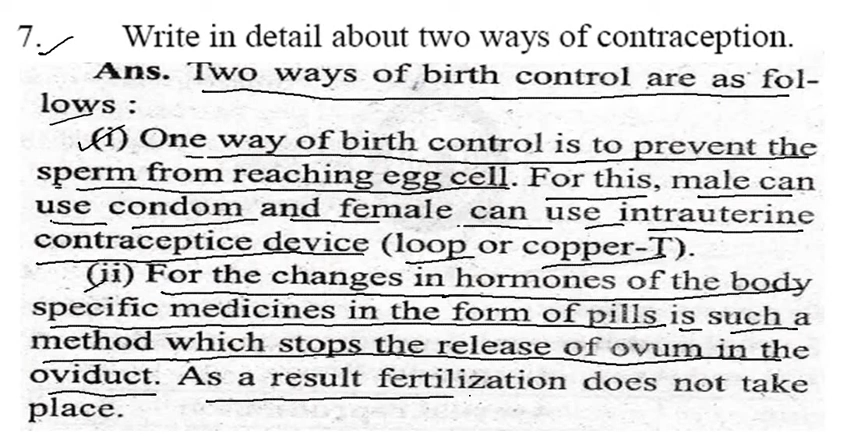 7. Write in detail about two ways of contraception.
Ans. Two ways of birth control are as fol-
lows :
(i) One way of birth control is to prevent the
sperm from reaching egg cell. For this, male can
use condom and female can use intrauterine
contraceptice device (loop or copper-T).
(ii) For the changes in hormones of the body
specific medicines in the form of pills is such a
method which stops the release of ovum in the
oviduct. As a result fertilization does not take
place.